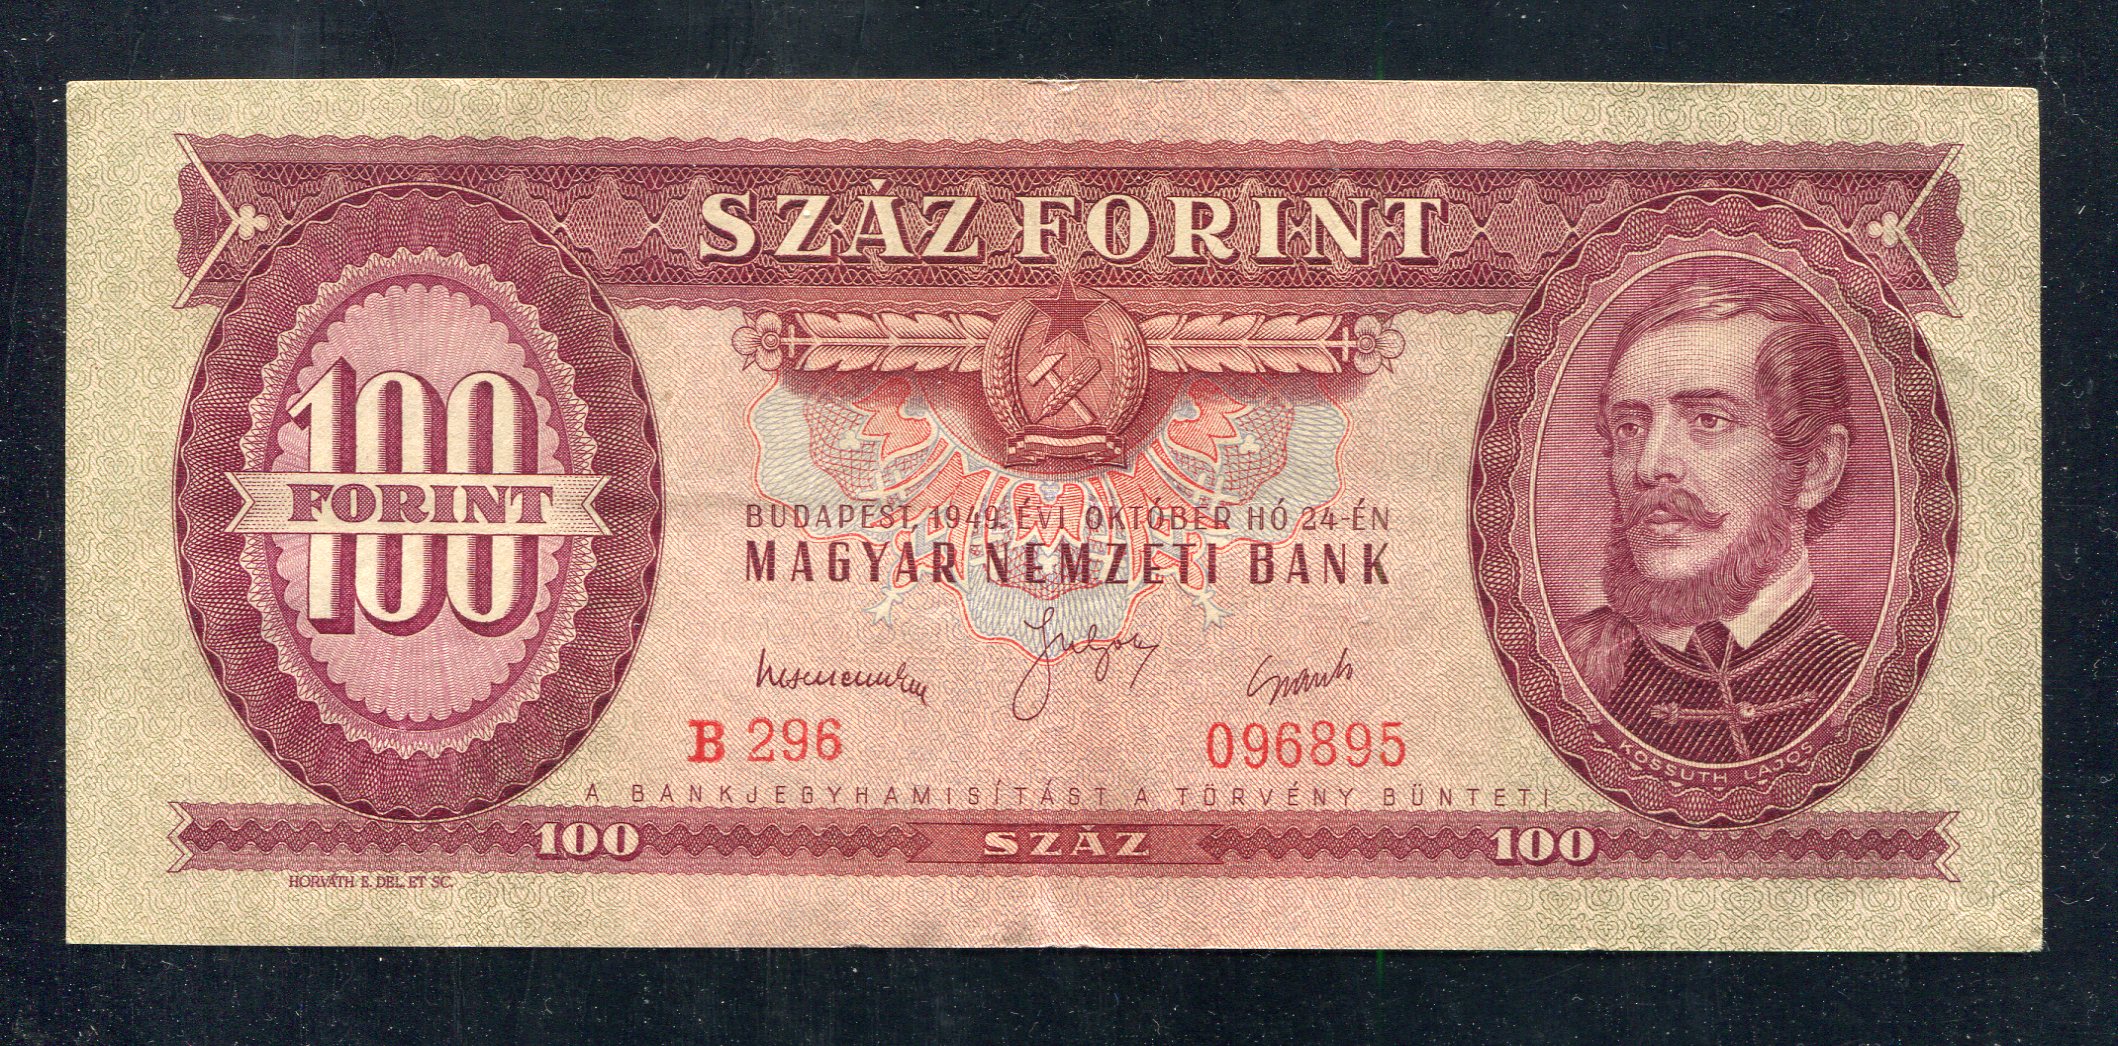 SZÁZ FORINT
100
FORINT
BUDAPEST, 1949. ÉVI OKTÓBER HÓ 24-ÉN
MAGYAR NEMZETI BANK
B 296
096895
KOSSUTH LAJOS
A BANKJEGYHAMISÍTÁST A TÖRVÉNY BÜNTETI
100
SZÁZ
100
HORVÁTH E. DEL. ET SC.